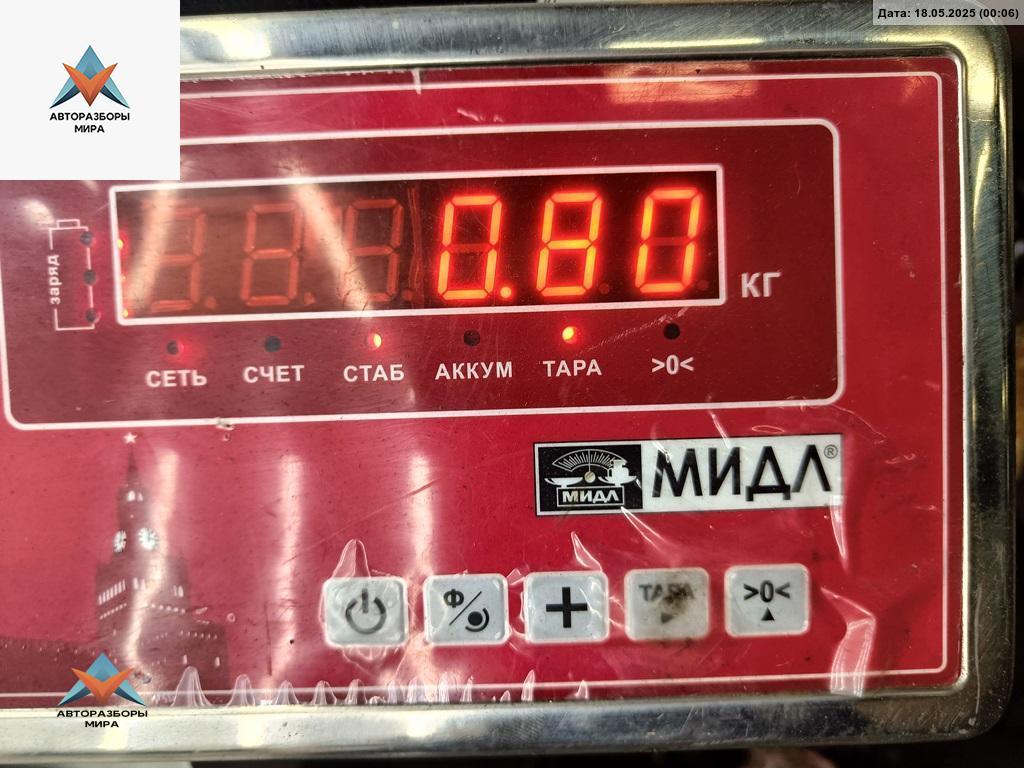 Дата: 18.05.2025 (00:06)
АВТОРАЗБОРЫ
МИРА
заряд
0.80
КГ
СЕТЬ СЧЕТ СТАБ АККУМ ТАРА >0<
МИДЛ МИДЛ®
Ф/ + ТАРА >0<
АВТОРАЗБОРЫ
МИРА